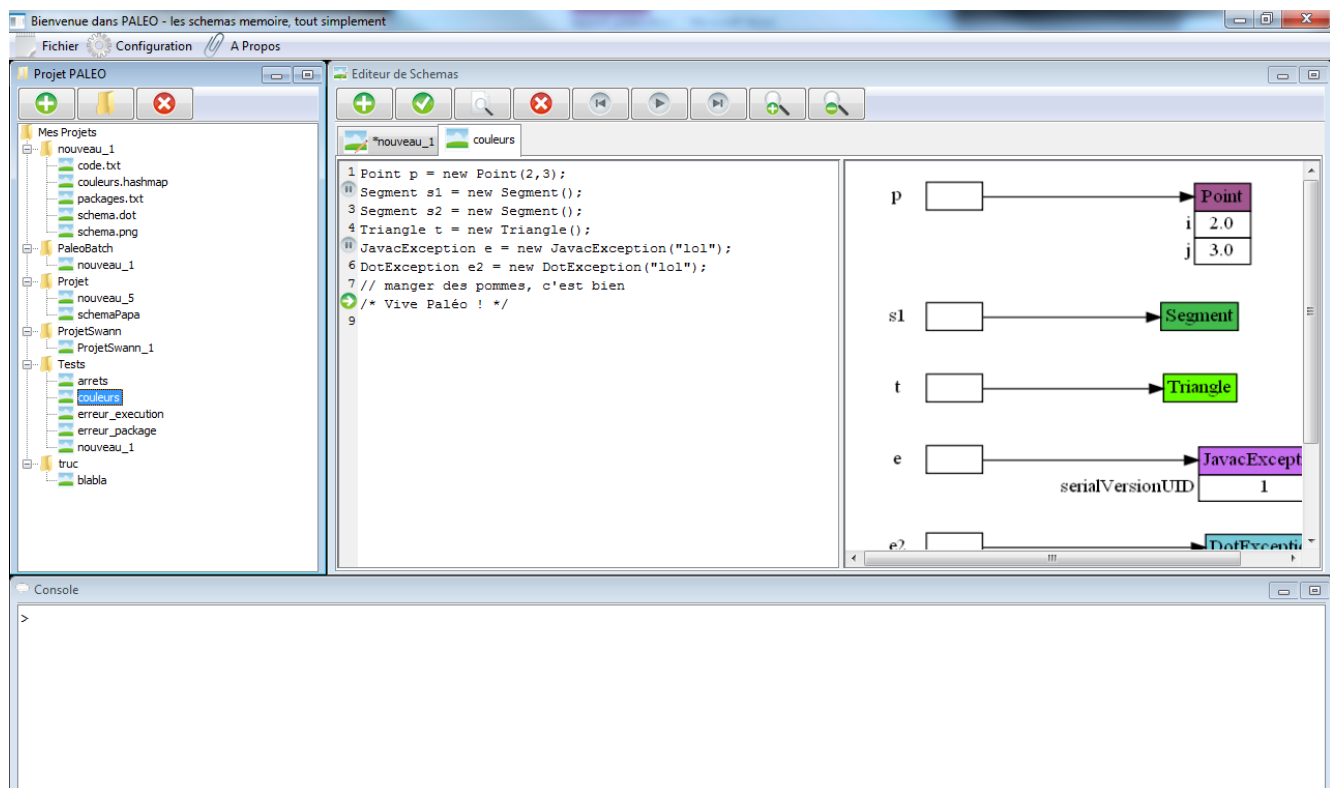 Bienvenue dans PALEO - les schemas memoire, tout simplement
Fichier Configuration A Propos
Projet PALEO
Mes Projets
nouveau_1
code.txt
couleurs.hashmap
packages.txt
schema.dot
schema.png
PaleoBatch
nouveau_1
Projet
nouveau_5
schemaPapa
ProjetSwann
ProjetSwann_1
Tests
arrets
couleurs
erreur_execution
erreur_package
nouveau_1
truc
blabla
Editeur de Schemas
*nouveau_1 couleurs
1 Point p = new Point(2,3);
Segment s1 = new Segment();
3 Segment s2 = new Segment();
4 Triangle t = new Triangle();
JavacException e = new JavacException("lol");
6 DotException e2 = new DotException("lol");
7 // manger des pommes, c'est bien
/* Vive Paléo ! */
9
p Point
i 2.0
j 3.0
s1 Segment
t Triangle
e JavacExcept
serialVersionUID 1
e2 DotExceptio
Console
>